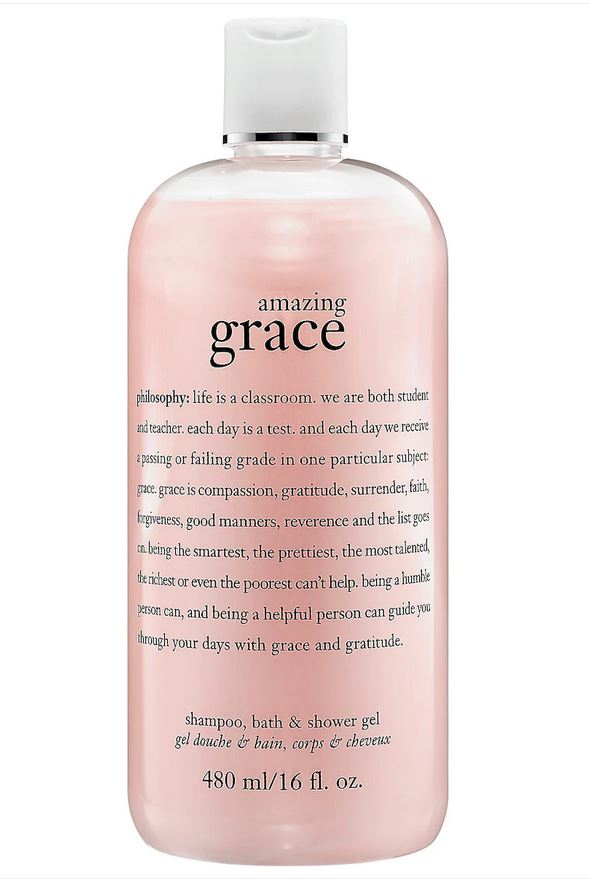 amazing
grace
philosophy: life is a classroom. we are both student
and teacher. each day is a test. and each day we receive
a passing or failing grade in one particular subject:
grace. grace is compassion, gratitude, surrender, faith,
forgiveness, good manners, reverence and the list goes
on. being the smartest, the prettiest, the most talented,
the richest or even the poorest can't help. being a humble
person can, and being a helpful person can guide you
through your days with grace and gratitude.
shampoo, bath & shower gel
gel douche & bain, corps & cheveux
480 ml/16 fl. oz.